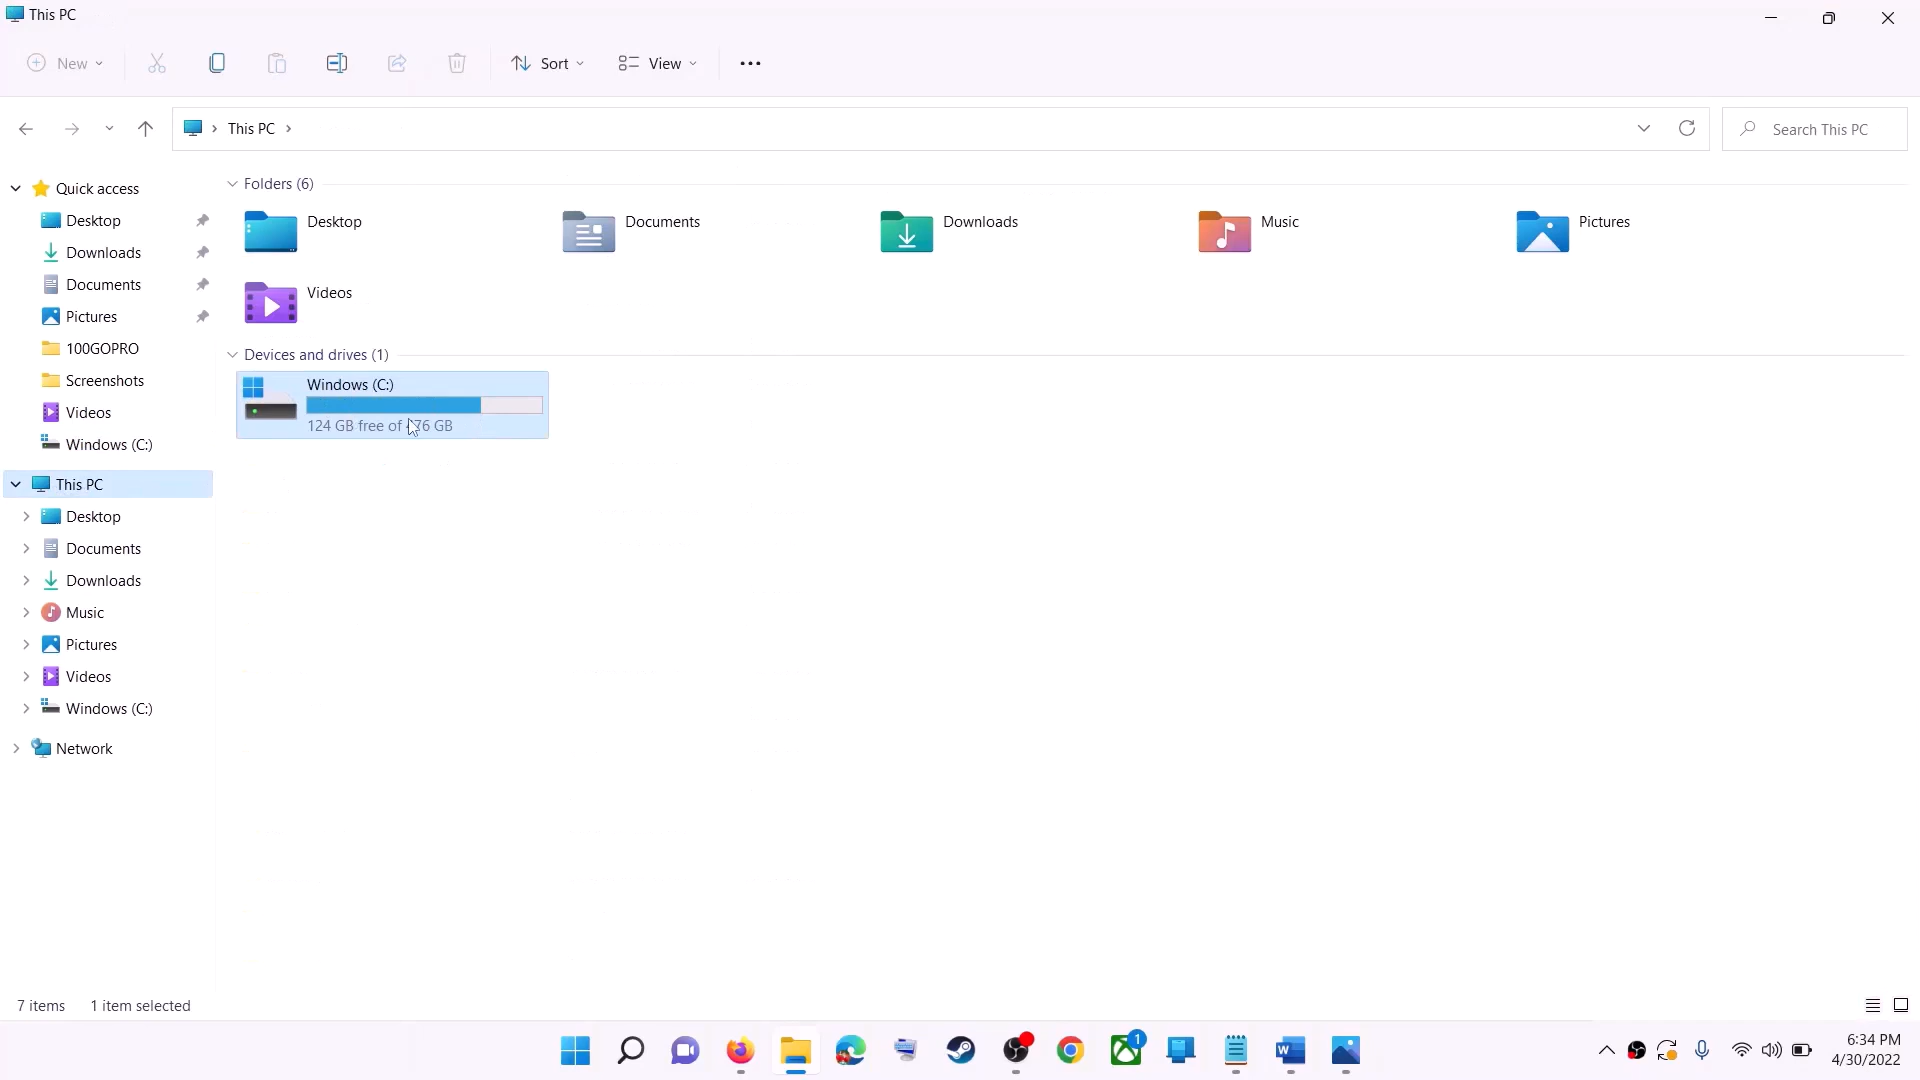 This PC
New
Sort
View
This PC
Search This PC
Quick access
Desktop
Downloads
Documents
Pictures
100GOPRO
Screenshots
Videos
Windows (C:)
This PC
Desktop
Documents
Downloads
Music
Pictures
Videos
Windows (C:)
Network
Folders (6)
Desktop
Documents
Downloads
Music
Pictures
Videos
Devices and drives (1)
Windows (C:)
124 GB free of 476 GB
7 items
1 item selected
1
6:34 PM
4/30/2022